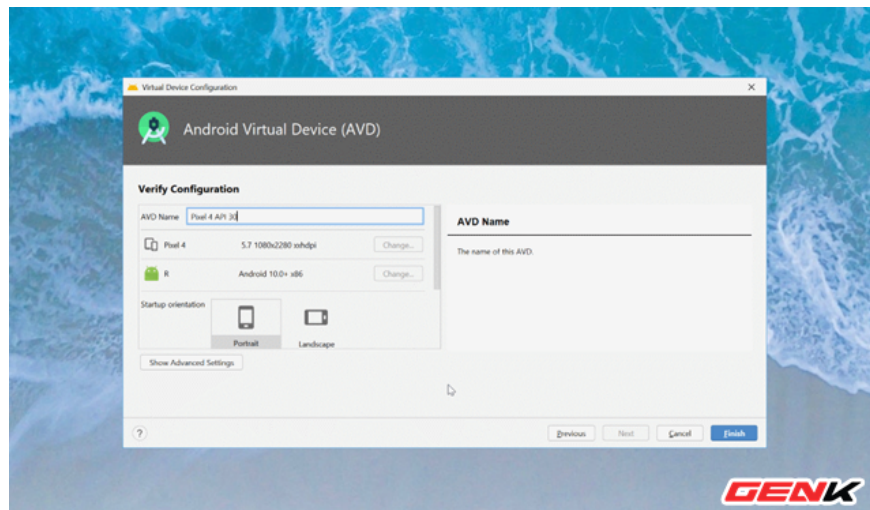 Virtual Device Configuration
Android Virtual Device (AVD)
Verify Configuration
AVD Name Pixel 4 API 30
Pixel 4 5.7 1080x2280 xxhdpi Change...
R Android 10.0+ x86 Change...
Startup orientation
Portrait Landscape
Show Advanced Settings
AVD Name
The name of this AVD.
? Previous Next Cancel Finish
GENK